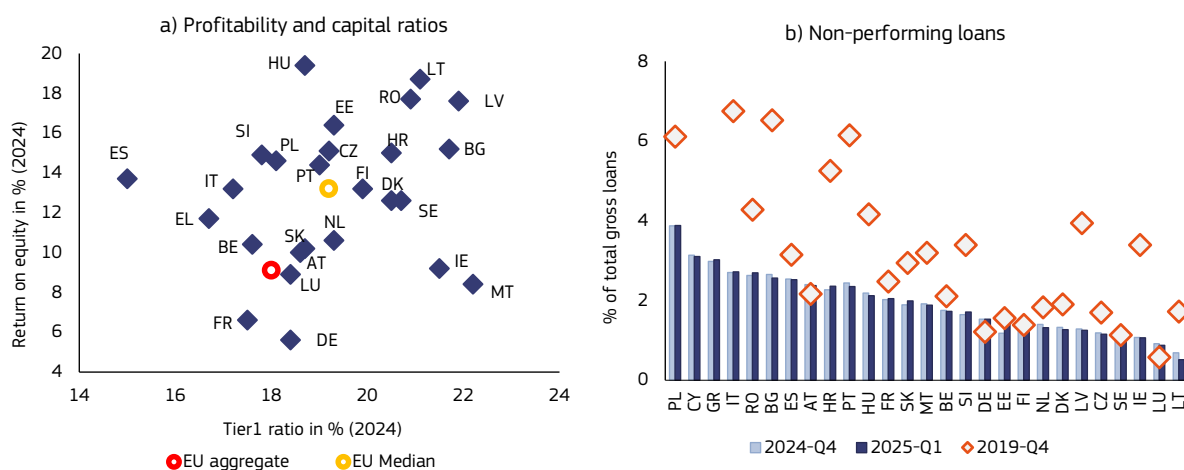 a) Profitability and capital ratios
Return on equity in % (2024)
20
18
16
14
12
10
8
6
4
HU
LT
RO
LV
EE
SI
PL
CZ
HR
BG
ES
IT
PT
FI
DK
SE
EL
BE
SK
NL
AT
LU
IE
MT
FR
DE
14 16 18 20 22 24
Tier1 ratio in % (2024)
EU aggregate EU Median
b) Non-performing loans
% of total gross loans
8
6
4
2
0
PL CY GR IT RO BG ES AT HR PT HU FR SK MT BE SI DE EE FI NL DK LV CZ SE IE LU LT
2024-Q4 2025-Q1 2019-Q4